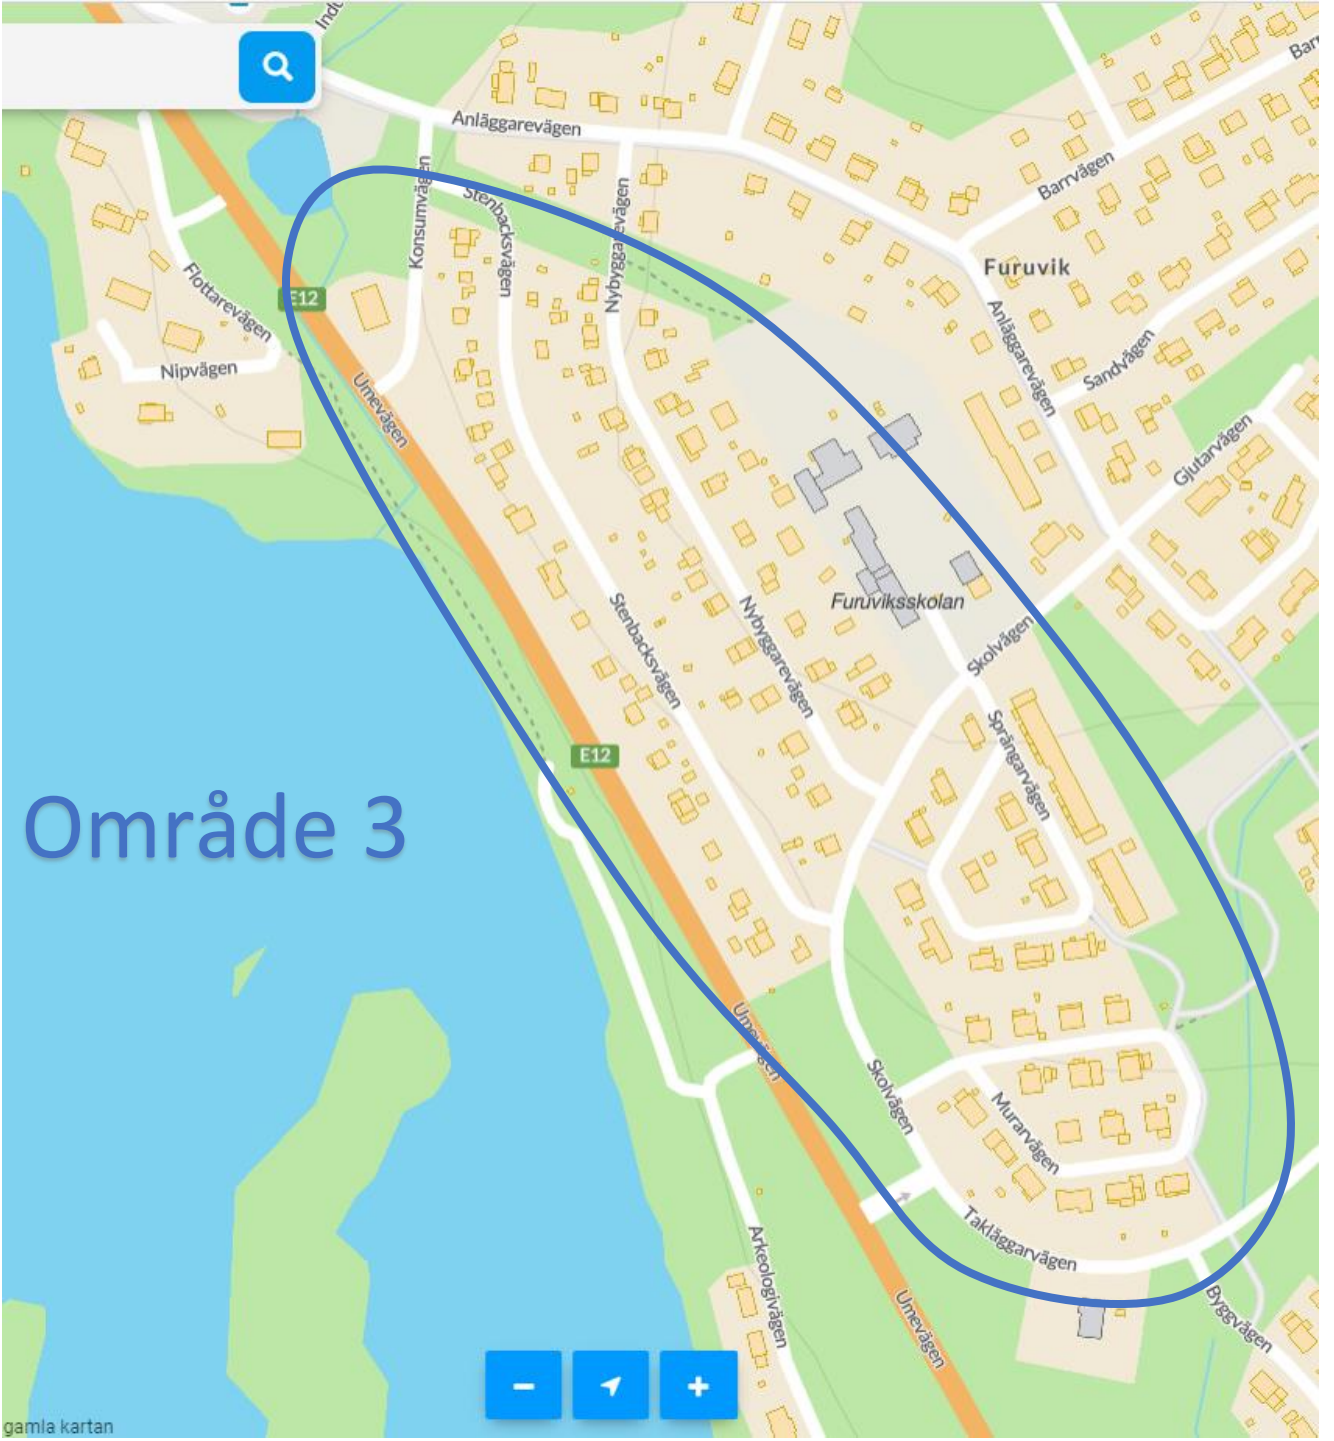 Anläggarevägen
Konsumvägen
Stenbacksvägen
Nybyggarevägen
Barrvägen
Furuvik
Flottarevägen
E12
Nipvägen
Anläggarevägen
Sandvägen
Umevägen
Gjutarvägen
Furuviksskolan
Stenbacksvägen
Nybyggarevägen
Skolvägen
Sprängarvägen
E12
Område 3
Umevägen
Skolvägen
Murarvägen
Takläggarvägen
Arkeologivägen
Umevägen
Byggvägen
gamla kartan